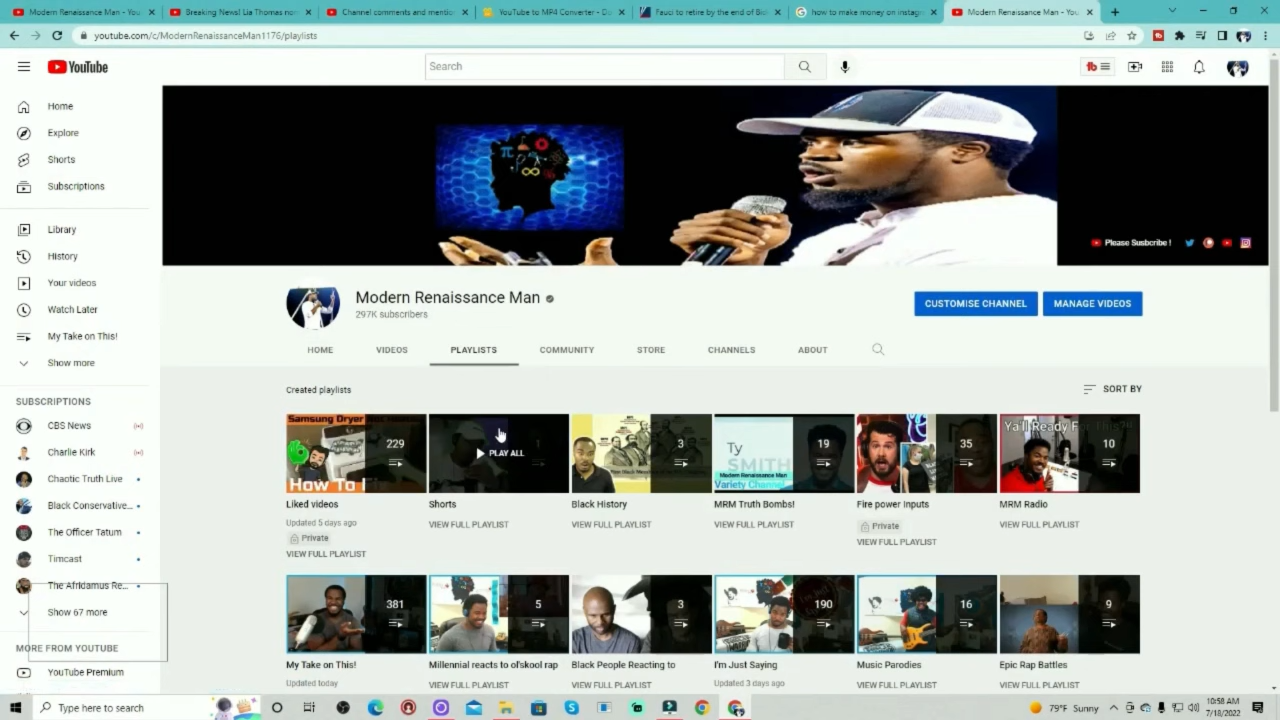 Modern Renaissance Man - You
Breaking News! Lia Thomas no
Channel comments and mentio
YouTube to MP4 Converter - Do
Fauci to retire by the end of Bi
how to make money on instag
Modern Renaissance Man - You
youtube.com/c/ModernRenaissanceMan1176/playlists
YouTube
Search
Home
Explore
Shorts
Subscriptions
Library
History
Your videos
Watch Later
My Take on This!
Show more
SUBSCRIPTIONS
CBS News
Charlie Kirk
Chaotic Truth Live
Black Conservative...
The Officer Tatum
Timcast
The Afridamus Re...
Show 67 more
MORE FROM YOUTUBE
YouTube Premium
Please Susbcribe !
Modern Renaissance Man
297K subscribers
CUSTOMISE CHANNEL
MANAGE VIDEOS
HOME
VIDEOS
PLAYLISTS
COMMUNITY
STORE
CHANNELS
ABOUT
Created playlists
SORT BY
Samsung Dryer
How To
229
Liked videos
Updated 5 days ago
Private
VIEW FULL PLAYLIST
1
PLAY ALL
Shorts
VIEW FULL PLAYLIST
3
Black History
VIEW FULL PLAYLIST
Ty
SMITH
Modern Renaissance Man
Variety Channel
19
MRM Truth Bombs!
VIEW FULL PLAYLIST
35
Fire power Inputs
Private
VIEW FULL PLAYLIST
Ya'll Ready For This?!
10
MRM Radio
VIEW FULL PLAYLIST
381
My Take on This!
Updated today
5
Millennial reacts to ol'skool rap
VIEW FULL PLAYLIST
3
Black People Reacting to
VIEW FULL PLAYLIST
190
I'm Just Saying
Updated 3 days ago
16
Music Parodies
VIEW FULL PLAYLIST
9
Epic Rap Battles
VIEW FULL PLAYLIST
Type here to search
79°F Sunny
10:58 AM
7/18/2022